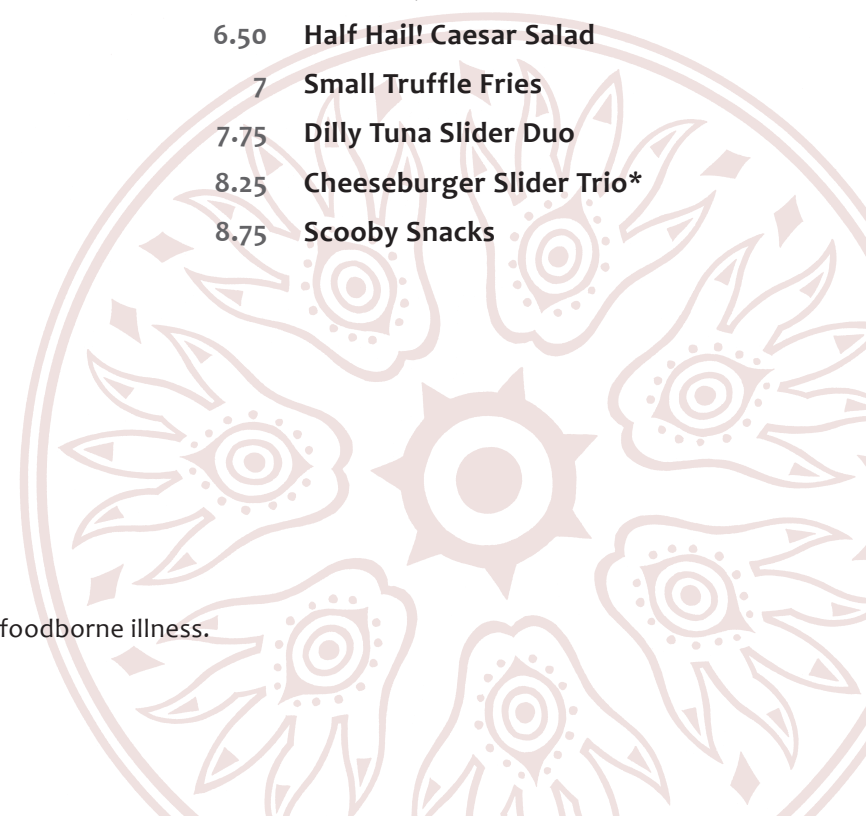 6.50 Half Hail! Caesar Salad
7 Small Truffle Fries
7.75 Dilly Tuna Slider Duo
8.25 Cheeseburger Slider Trio*
8.75 Scooby Snacks
foodborne illness.